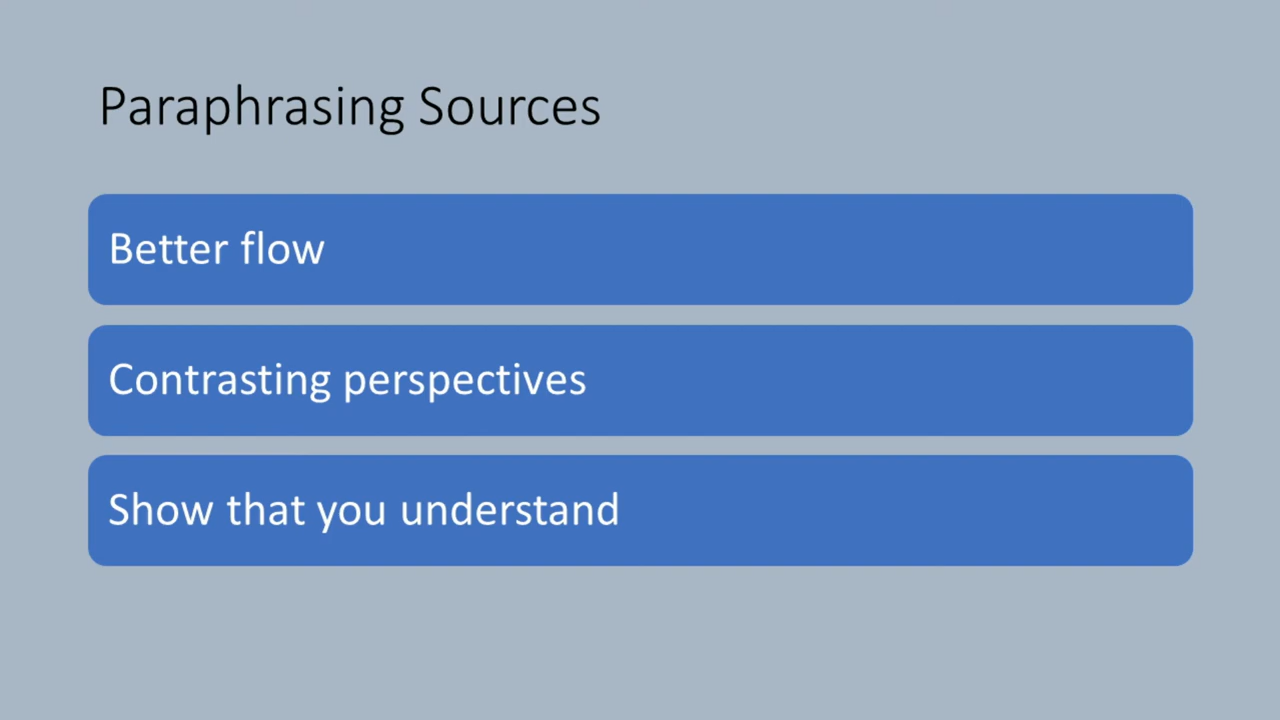 Paraphrasing Sources
Better flow
Contrasting perspectives
Show that you understand